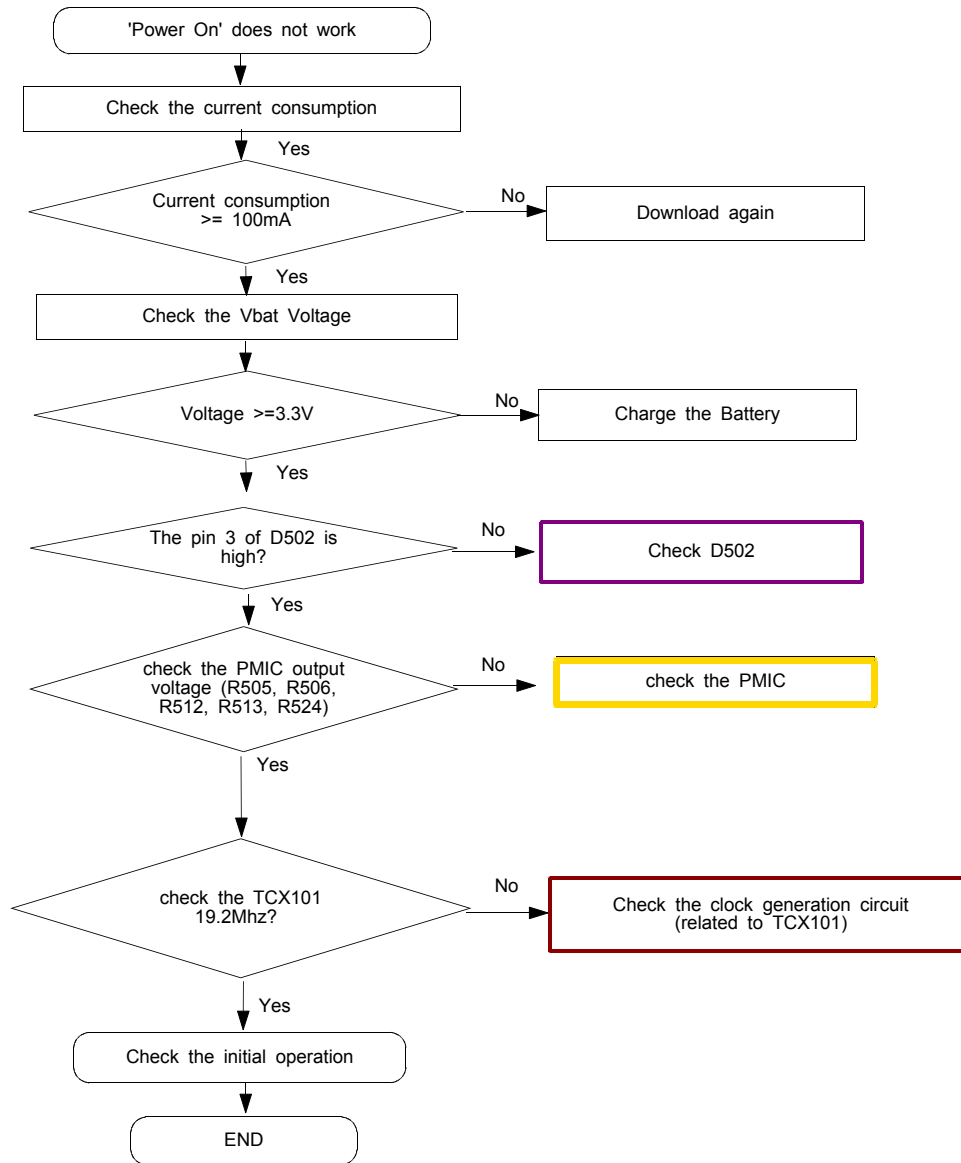 'Power On' does not work
Check the current consumption
Yes
Current consumption
>= 100mA
No
Download again
Yes
Check the Vbat Voltage
Voltage >=3.3V
No
Charge the Battery
Yes
The pin 3 of D502 is
high?
No
Check D502
Yes
check the PMIC output
voltage (R505, R506,
R512, R513, R524)
No
check the PMIC
Yes
check the TCX101
19.2Mhz?
No
Check the clock generation circuit
(related to TCX101)
Yes
Check the initial operation
END